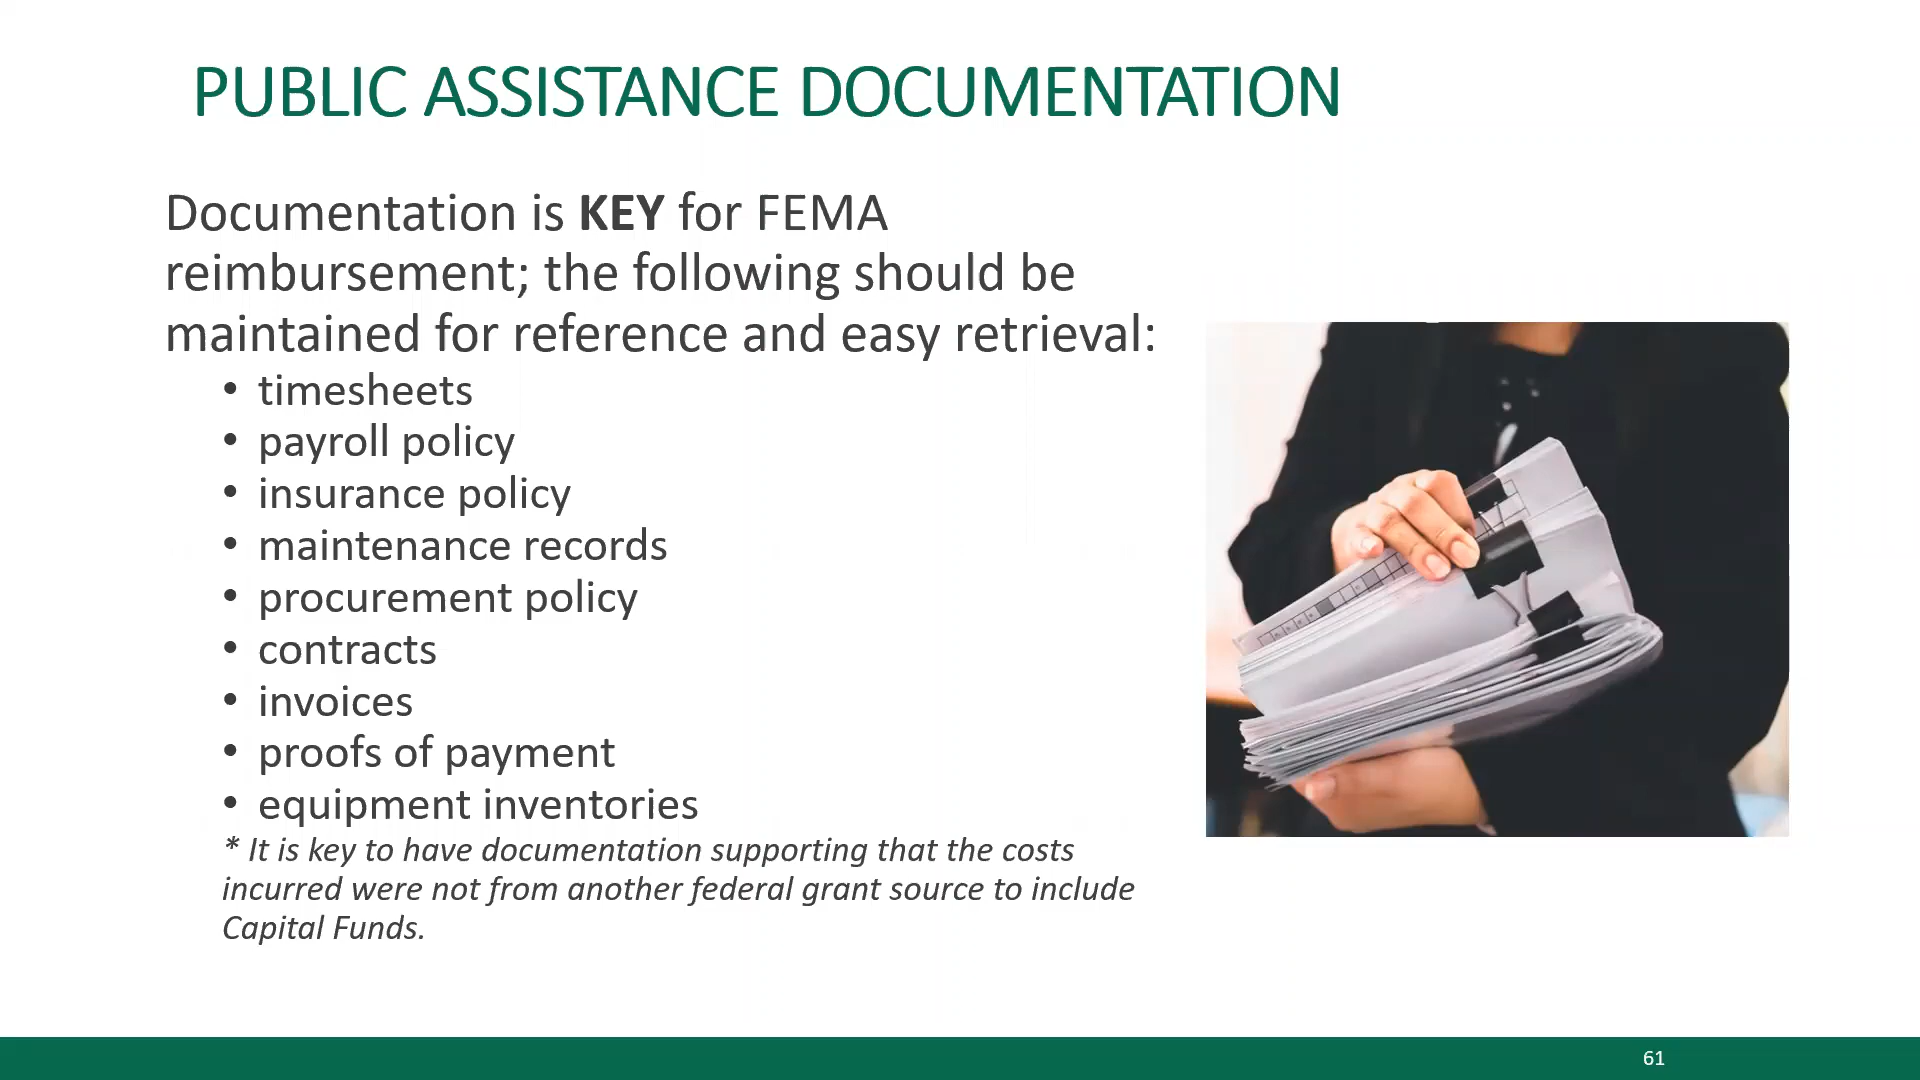 PUBLIC ASSISTANCE DOCUMENTATION
Documentation is KEY for FEMA
reimbursement; the following should be
maintained for reference and easy retrieval:
• timesheets
• payroll policy
• insurance policy
• maintenance records
• procurement policy
• contracts
• invoices
• proofs of payment
• equipment inventories
* It is key to have documentation supporting that the costs
incurred were not from another federal grant source to include
Capital Funds.
61